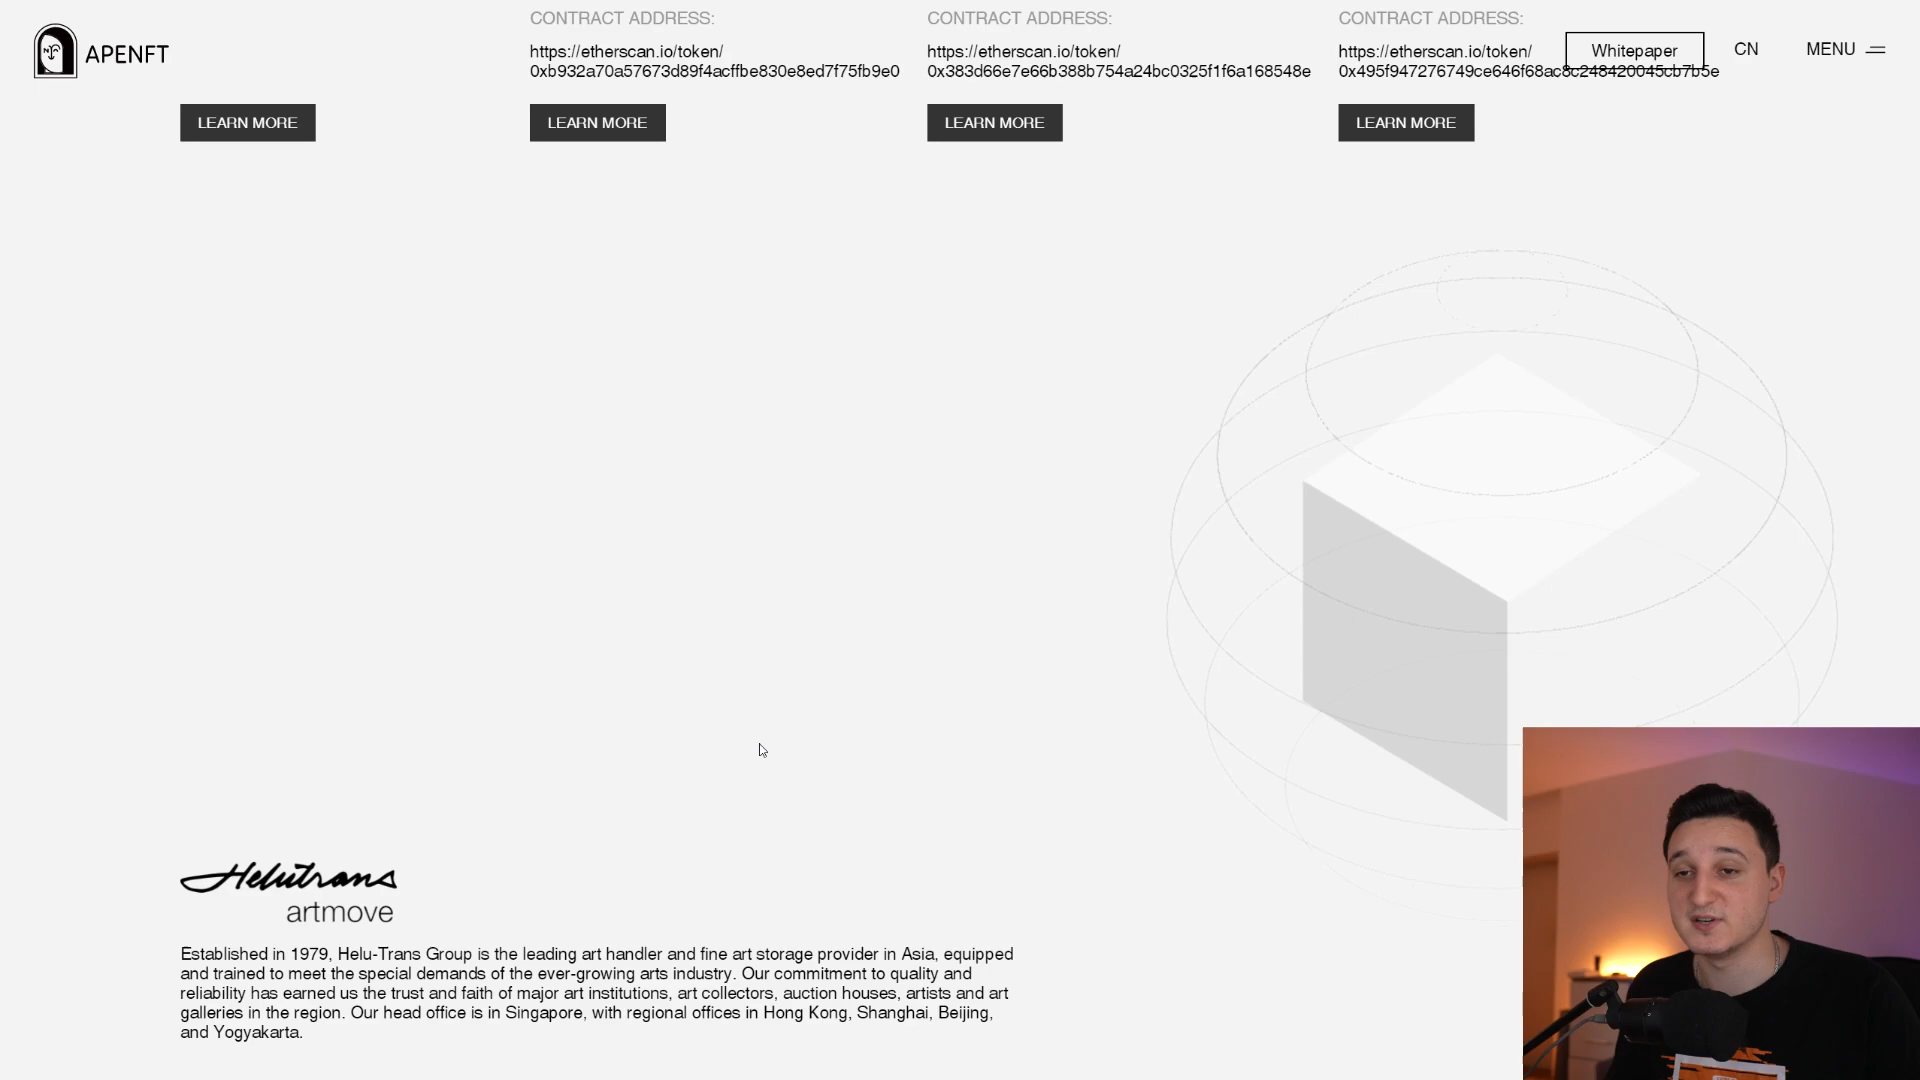 APENFT
CONTRACT ADDRESS:
https://etherscan.io/token/
0xb932a70a57673d89f4acffbe830e8ed7f75fb9e0
CONTRACT ADDRESS:
https://etherscan.io/token/
0x383d66e7e66b388b754a24bc0325f1f6a168548e
CONTRACT ADDRESS:
https://etherscan.io/token/
0x495f947276749ce646f68ac8c248420045cb7b5e
Whitepaper
CN
MENU
LEARN MORE
LEARN MORE
LEARN MORE
LEARN MORE
Helutrans
artmove
Established in 1979, Helu-Trans Group is the leading art handler and fine art storage provider in Asia, equipped
and trained to meet the special demands of the ever-growing arts industry. Our commitment to quality and
reliability has earned us the trust and faith of major art institutions, art collectors, auction houses, artists and art
galleries in the region. Our head office is in Singapore, with regional offices in Hong Kong, Shanghai, Beijing,
and Yogyakarta.